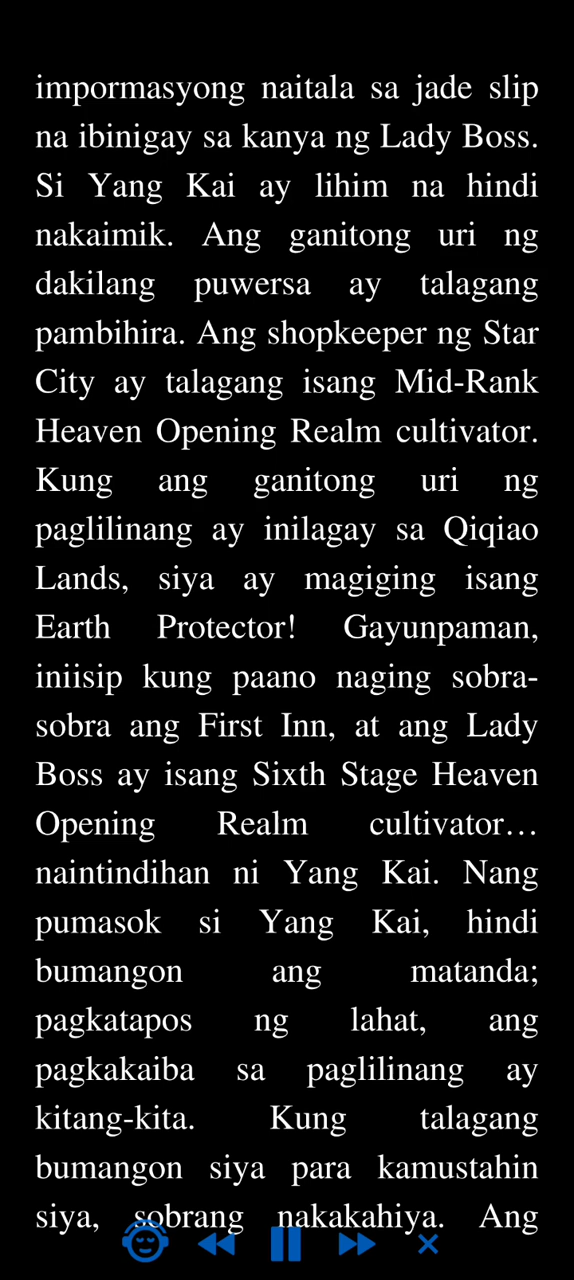 impormasyong naitala sa jade slip
na ibinigay sa kanya ng Lady Boss.
Si Yang Kai ay lihim na hindi
nakaimik. Ang ganitong uri ng
dakilang puwersa ay talagang
pambihira. Ang shopkeeper ng Star
City ay talagang isang Mid-Rank
Heaven Opening Realm cultivator.
Kung ang ganitong uri ng
paglilinang ay inilagay sa Qiqiao
Lands, siya ay magiging isang
Earth Protector! Gayunpaman,
iniisip kung paano naging sobra-
sobra ang First Inn, at ang Lady
Boss ay isang Sixth Stage Heaven
Opening Realm cultivator…
naintindihan ni Yang Kai. Nang
pumasok si Yang Kai, hindi
bumangon ang matanda;
pagkatapos ng lahat, ang
pagkakaiba sa paglilinang ay
kitang-kita. Kung talagang
bumangon siya para kamustahin
siya, sobrang nakakahiya. Ang